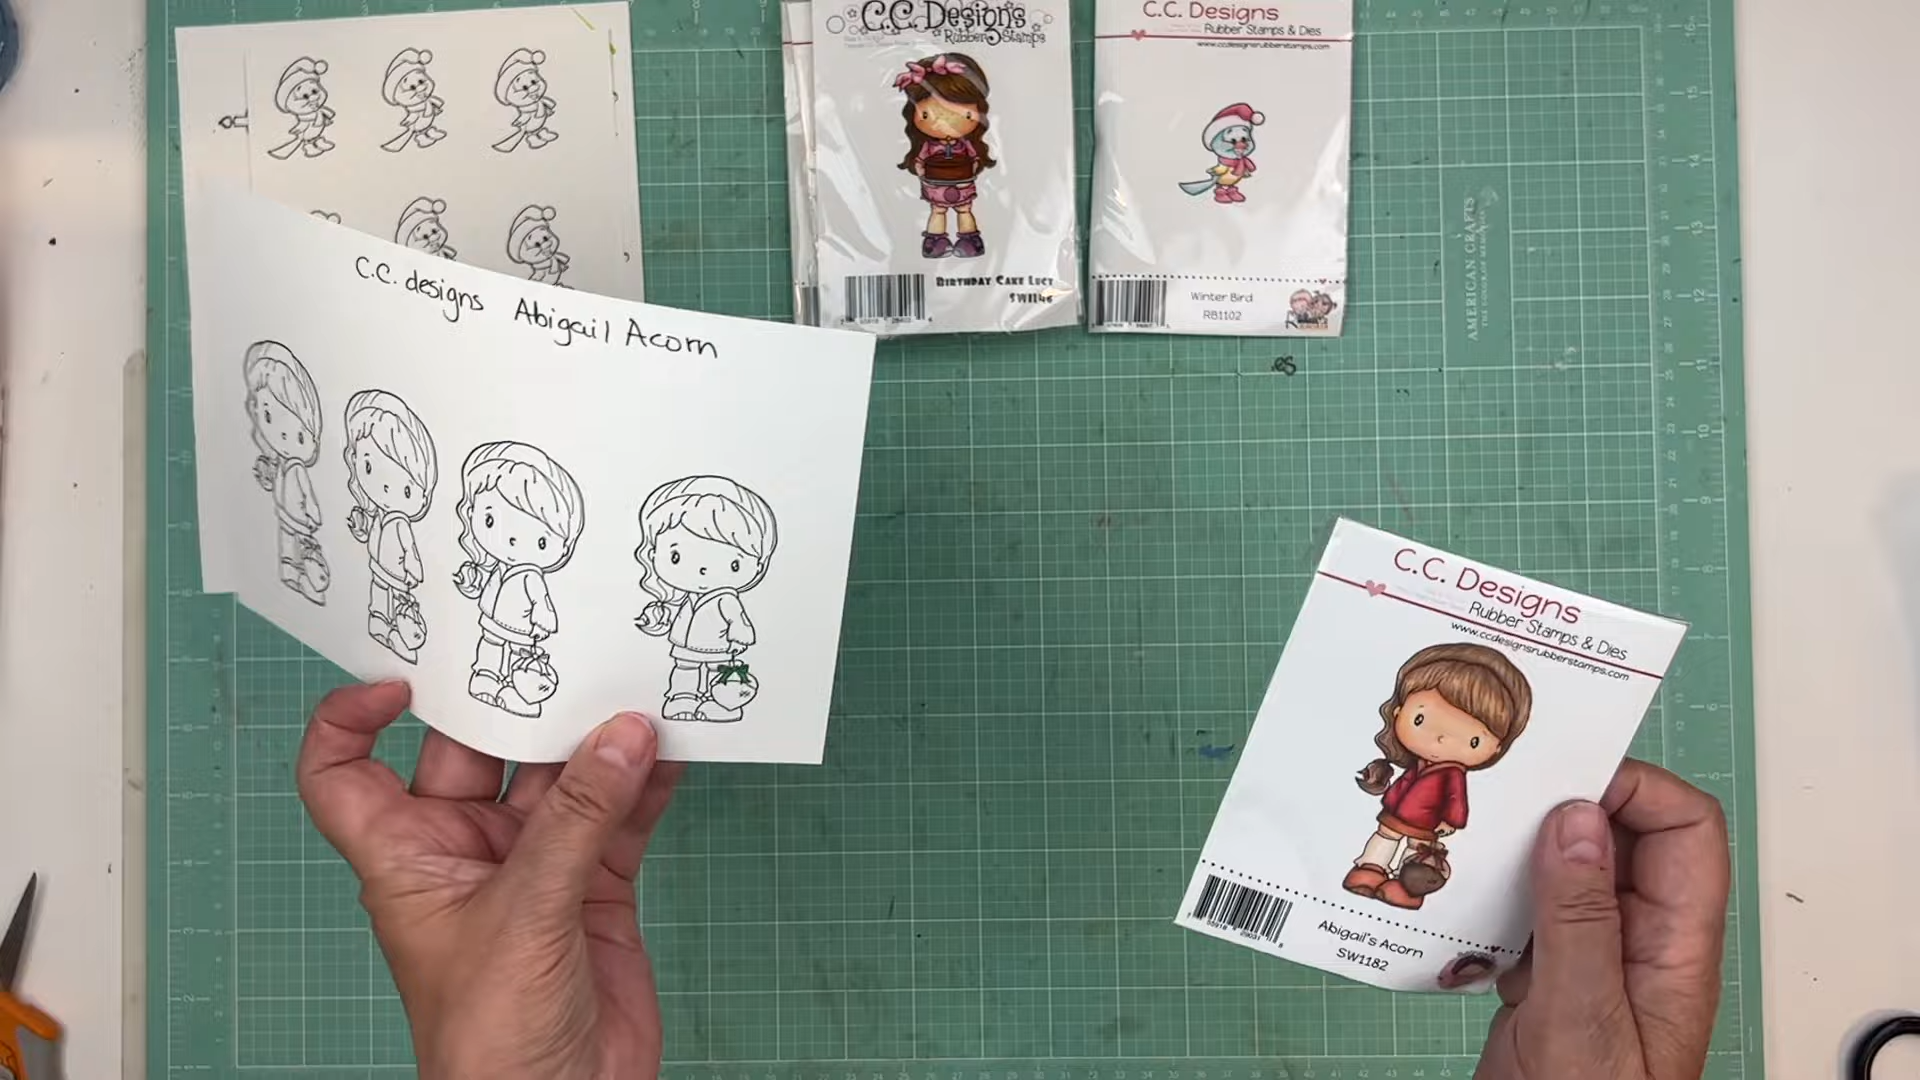 C.C. Designs
Rubber Stamps
BIRTHDAY CAKE LUCY
SW1146
C.C. Designs
Rubber Stamps & Dies
www.ccdesignsrubberstamps.com
Winter Bird
RB1102
AMERICAN CRAFTS
C.C. designs Abigail Acorn
C.C. Designs
Rubber Stamps & Dies
www.ccdesignsrubberstamps.com
Abigail's Acorn
SW1182